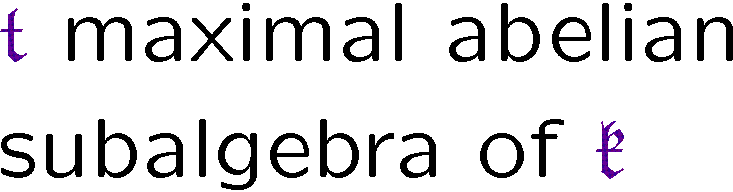 𝔱 maximal abelian
subalgebra of 𝔨